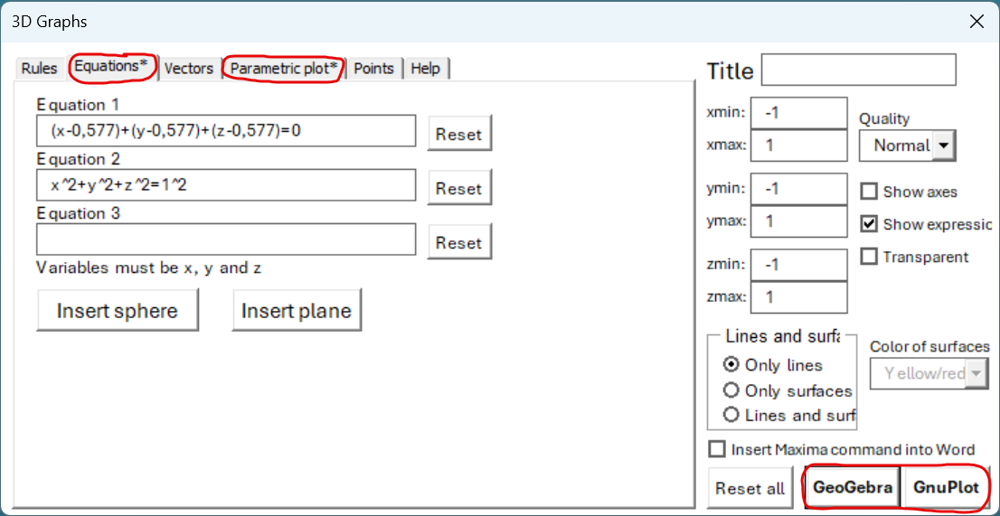 3D Graphs
Rules Equations* Vectors Parametric plot* Points Help
Equation 1
(x-0,577)+(y-0,577)+(z-0,577)=0
Reset
Equation 2
x^2+y^2+z^2=1^2
Reset
Equation 3
Reset
Variables must be x, y and z
Insert sphere Insert plane
Title
xmin: -1
xmax: 1
Quality
Normal
ymin: -1
ymax: 1
Show axes
Show expressic
Transparent
zmin: -1
zmax: 1
Lines and surfa
Only lines
Only surfaces
Lines and surf
Color of surfaces
Yellow/red
Insert Maxima command into Word
Reset all GeoGebra GnuPlot